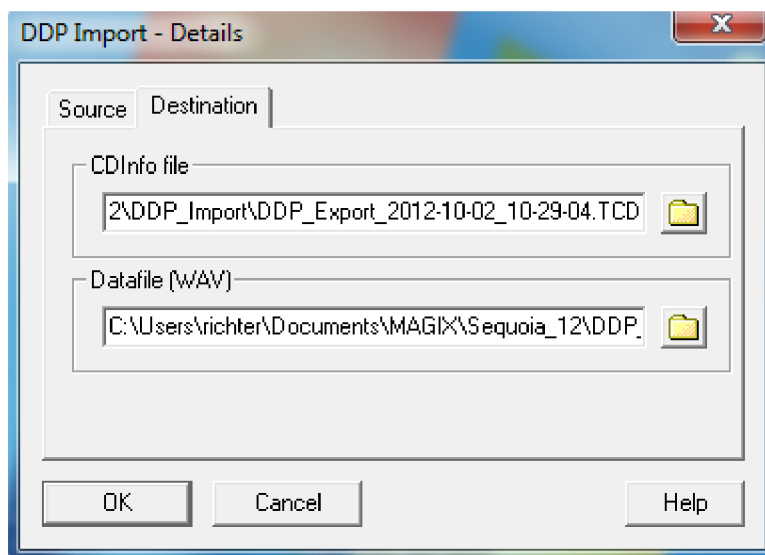 DDP Import - Details
Source Destination
CDInfo file
2\DDP_Import\DDP_Export_2012-10-02_10-29-04.TCD
Datafile (WAV)
C:\Users\richter\Documents\MAGIX\Sequoia_12\DDP_
OK Cancel Help